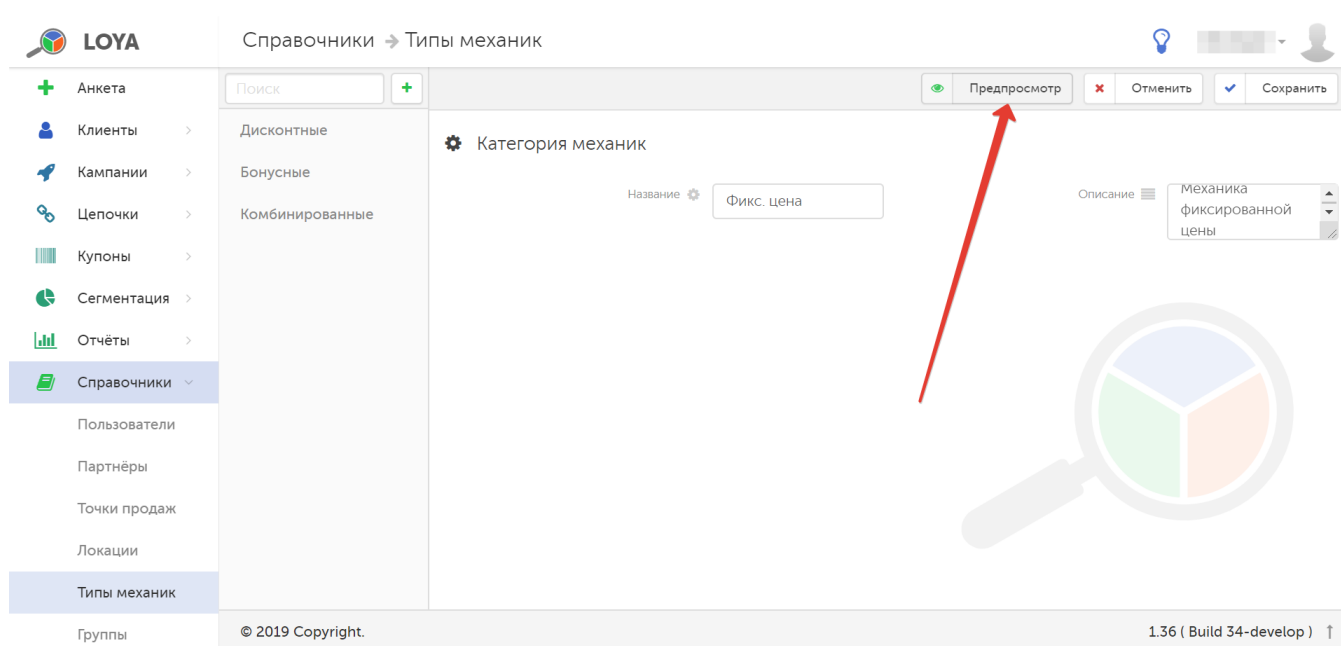 LOYA
Справочники → Типы механик
Анкета
Клиенты
Кампании
Цепочки
Купоны
Сегментация
Отчёты
Справочники
Пользователи
Партнёры
Точки продаж
Локации
Типы механик
Группы
Поиск
Дисконтные
Бонусные
Комбинированные
Предпросмотр
Отменить
Сохранить
Категория механик
Название
Фикс. цена
Описание
Механика
фиксированной
цены
© 2019 Copyright.
1.36 ( Build 34-develop )